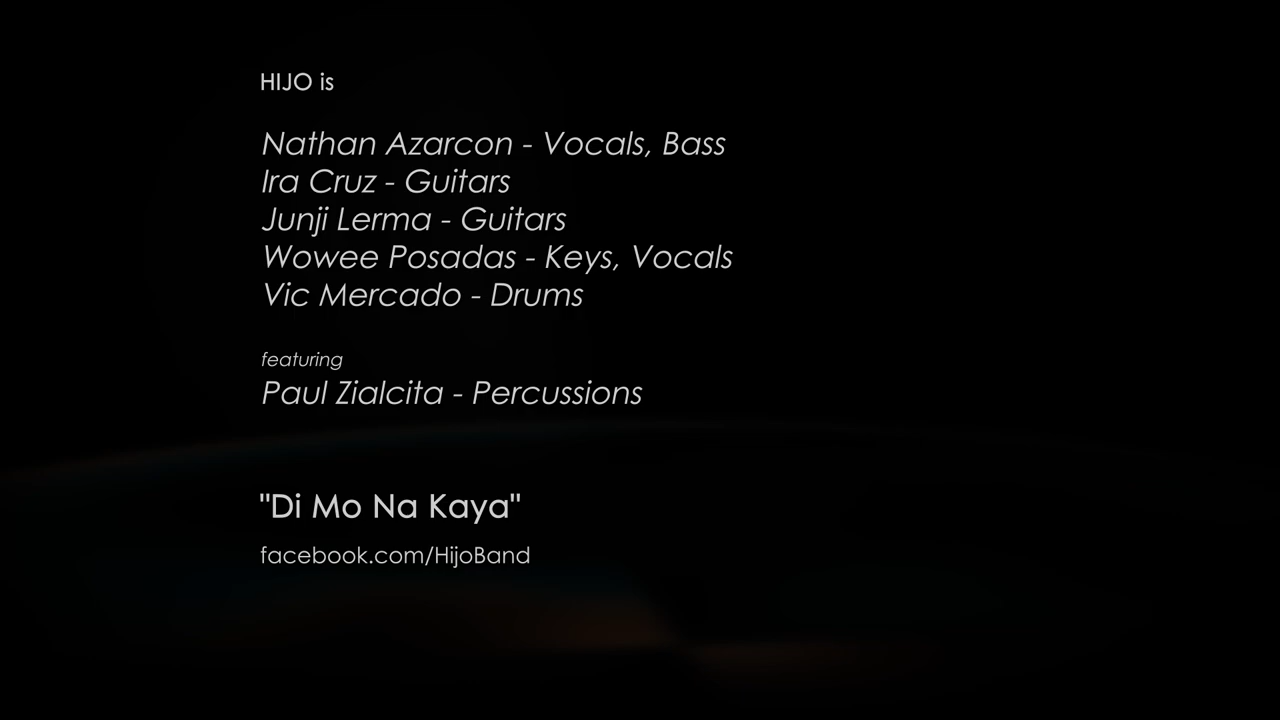 HIJO is
Nathan Azarcon - Vocals, Bass
Ira Cruz - Guitars
Junji Lerma - Guitars
Wowee Posadas - Keys, Vocals
Vic Mercado - Drums
featuring
Paul Zialcita - Percussions
"Di Mo Na Kaya"
facebook.com/HijoBand